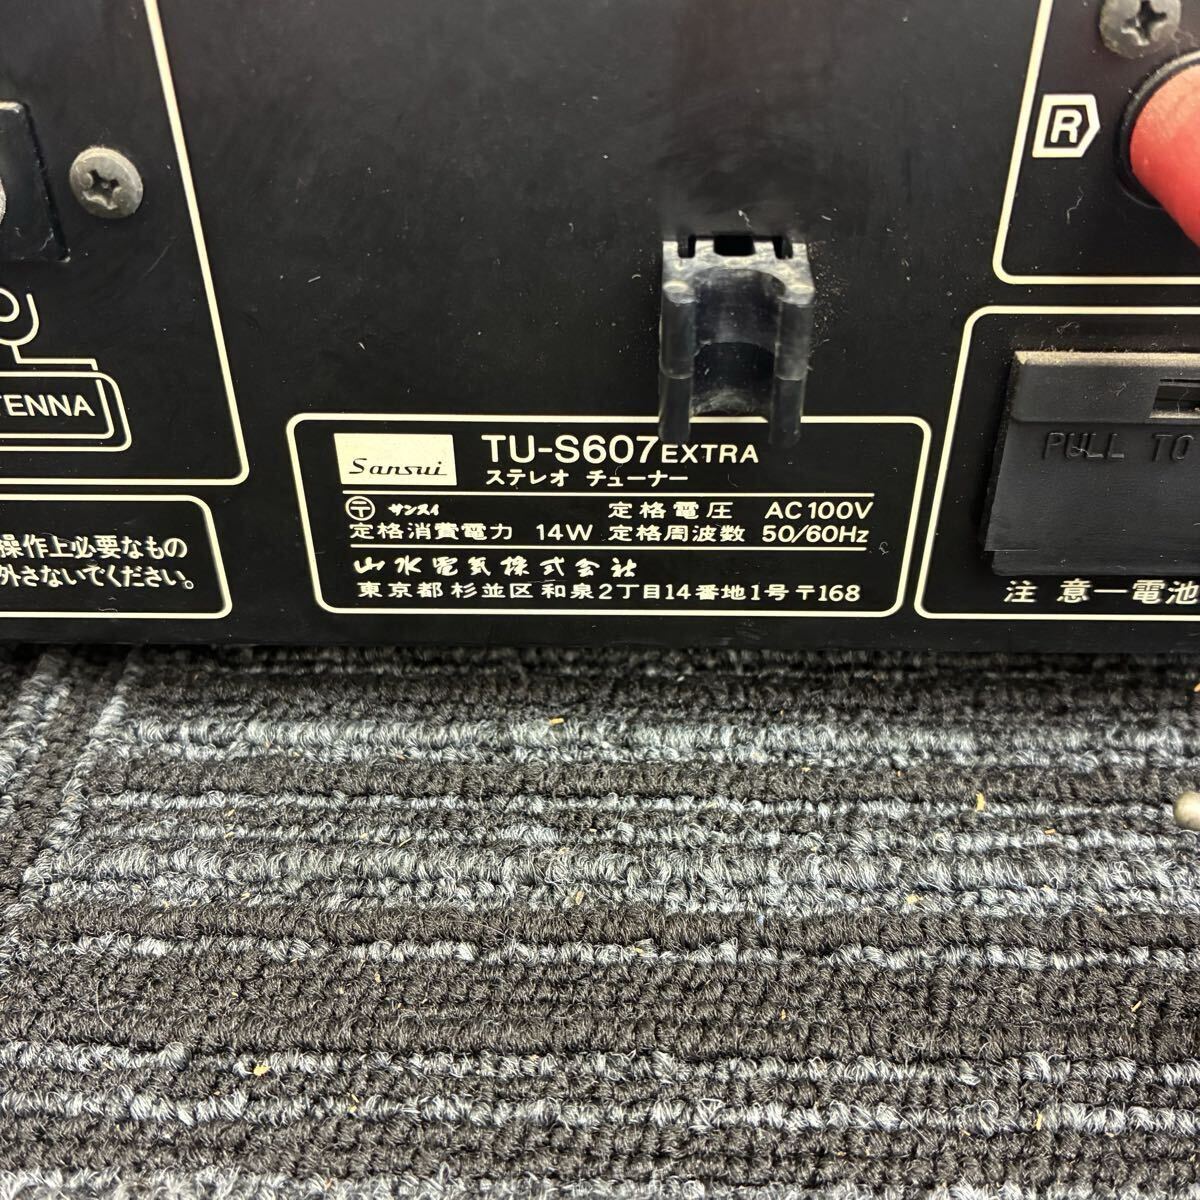 R
TENNA
PULL TO
Sansui
TU-S607 EXTRA
ステレオ チューナー
〒 サンスイ 定格電圧 AC100V
定格消費電力 14W 定格周波数 50/60Hz
山水電気株式会社
東京都杉並区和泉2丁目14番地1号〒168
操作上必要なもの
外さないでください。
注意ー電池